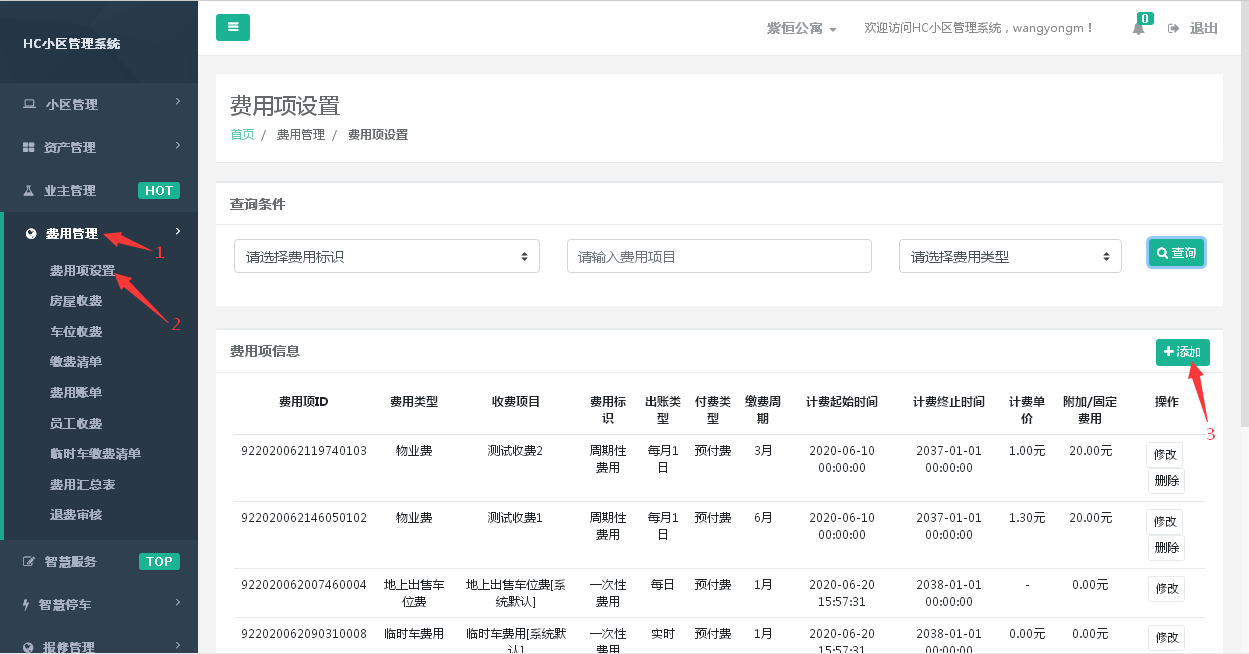 HC小区管理系统
紫恒公寓
欢迎访问HC小区管理系统，wangyongm！
0
退出
小区管理
资产管理
业主管理 HOT
费用管理
1
费用项设置
2
房屋收费
车位收费
缴费清单
费用账单
员工收费
临时车缴费清单
费用汇总表
退费审核
智慧服务 TOP
智慧停车
报修管理
费用项设置
首页 / 费用管理 / 费用项设置
查询条件
请选择费用标识
请输入费用项目
请选择费用类型
查询
费用项信息
添加
3
费用项ID 费用类型 收费项目 费用标识 出账类型 付费类型 缴费周期 计费起始时间 计费终止时间 计费单价 附加/固定费用 操作
922020062119740103 物业费 测试收费2 周期性费用 每月1日 预付费 3月 2020-06-10 00:00:00 2037-01-01 00:00:00 1.00元 20.00元 修改 删除
922020062146050102 物业费 测试收费1 周期性费用 每月1日 预付费 6月 2020-06-10 00:00:00 2037-01-01 00:00:00 1.30元 20.00元 修改 删除
922020062007460004 地上出售车位费 地上出售车位费[系统默认] 一次性费用 每日 预付费 1月 2020-06-20 15:57:31 2038-01-01 00:00:00 - 0.00元 修改
922020062090310008 临时车费用 临时车费用[系统默认] 一次性费用 实时 预付费 1月 2020-06-20 15:57:31 2038-01-01 00:00:00 0.00元 0.00元 修改